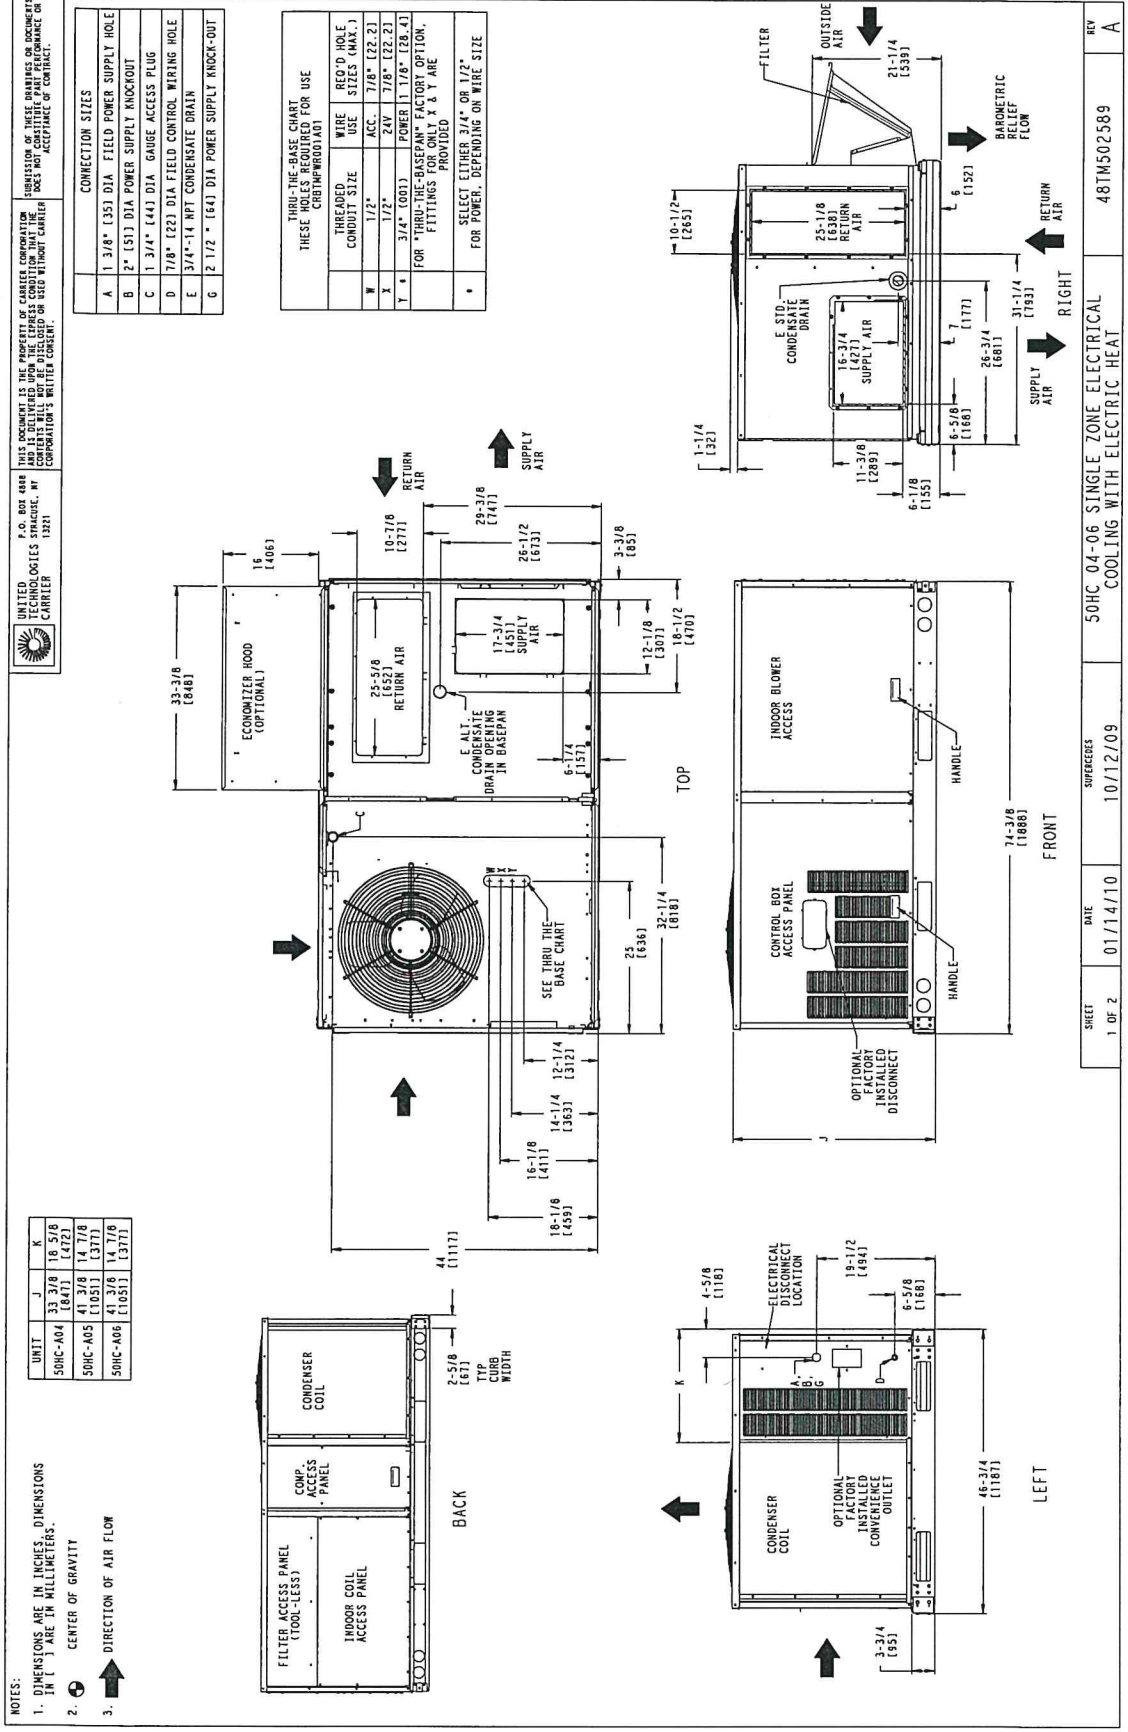 NOTES:
1. DIMENSIONS ARE IN INCHES, DIMENSIONS
IN [ ] ARE IN MILLIMETERS.
2. CENTER OF GRAVITY
3. DIRECTION OF AIR FLOW
UNIT J K
50HC-A04 33 3/8 [847] 18 5/8 [472]
50HC-A05 41 3/8 [1051] 14 7/8 [377]
50HC-A06 41 3/8 [1051] 14 7/8 [377]
UNITED
TECHNOLOGIES
CARRIER
P.O. BOX 4808
SYRACUSE, NY
13221
THIS DOCUMENT IS THE PROPERTY OF CARRIER CORPORATION
AND IS DELIVERED UPON THE EXPRESS CONDITION THAT THE
CONTENTS WILL NOT BE DISCLOSED OR USED WITHOUT CARRIER
CORPORATION'S WRITTEN CONSENT.
SUBMISSION OF THESE DRAWINGS OR DOCUMENTS
DOES NOT CONSTITUTE PART PERFORMANCE OR
ACCEPTANCE OF CONTRACT.
CONNECTION SIZES
A 1 3/8" [35] DIA FIELD POWER SUPPLY HOLE
B 2" [51] DIA POWER SUPPLY KNOCKOUT
C 1 3/4" [44] DIA GAUGE ACCESS PLUG
D 7/8" [22] DIA FIELD CONTROL WIRING HOLE
E 3/4"-14 NPT CONDENSATE DRAIN
G 2 1/2 " [64] DIA POWER SUPPLY KNOCK-OUT
THRU-THE-BASE CHART
THESE HOLES REQUIRED FOR USE
CRBTMPWR001A01
THREADED
CONDUIT SIZE
WIRE
USE
REQ'D HOLE
SIZES (MAX.)
W 1/2" ACC. 7/8" [22.2]
X 1/2" 24V 7/8" [22.2]
Y 3/4" (001) POWER 1 1/8" [28.4]
FOR "THRU-THE-BASEPAN" FACTORY OPTION,
FITTINGS FOR ONLY X & Y ARE
PROVIDED
SELECT EITHER 3/4" OR 1/2"
FOR POWER, DEPENDING ON WIRE SIZE
FILTER ACCESS PANEL
(TOOL-LESS)
INDOOR COIL
ACCESS PANEL
COMP.
ACCESS
PANEL
CONDENSER
COIL
2-5/8
[67]
TYP
CURB
WIDTH
BACK
33-3/8
[848]
16
[406]
ECONOMIZER HOOD
(OPTIONAL)
25-5/8
[652]
RETURN AIR
10-7/8
[277]
RETURN
AIR
SUPPLY
AIR
29-3/8
[747]
26-1/2
[673]
3-3/8
[85]
17-3/4
[451]
SUPPLY
AIR
E ALT.
CONDENSATE
DRAIN OPENING
IN BASEPAN
6-1/4
[157]
12-1/8
[307]
18-1/2
[470]
C
W
X
Y
SEE THRU THE
BASE CHART
25
[636]
32-1/4
[818]
44
[1117]
18-1/8
[459]
16-1/8
[411]
14-1/4
[363]
12-1/4
[312]
TOP
CONDENSER
COIL
OPTIONAL
FACTORY
INSTALLED
CONVENIENCE
OUTLET
ELECTRICAL
DISCONNECT
LOCATION
A,
B,
G
D
K
4-5/8
[118]
19-1/2
[494]
6-5/8
[168]
3-3/4
[95]
46-3/4
[1187]
LEFT
J
CONTROL BOX
ACCESS PANEL
INDOOR BLOWER
ACCESS
OPTIONAL
FACTORY
INSTALLED
DISCONNECT
HANDLE
HANDLE
74-3/8
[1888]
FRONT
1-1/4
[32]
11-3/8
[289]
6-1/8
[155]
E STD.
CONDENSATE
DRAIN
16-3/4
[427]
SUPPLY AIR
10-1/2
[265]
25-1/8
[638]
RETURN
AIR
FILTER
OUTSIDE
AIR
21-1/4
[539]
BAROMETRIC
RELIEF
FLOW
6
[152]
7
[177]
6-5/8
[168]
26-3/4
[681]
31-1/4
[793]
SUPPLY
AIR
RETURN
AIR
RIGHT
SHEET
1 OF 2
DATE
01/14/10
SUPERCEDES
10/12/09
50HC 04-06 SINGLE ZONE ELECTRICAL
COOLING WITH ELECTRIC HEAT
48TM502589
REV
A